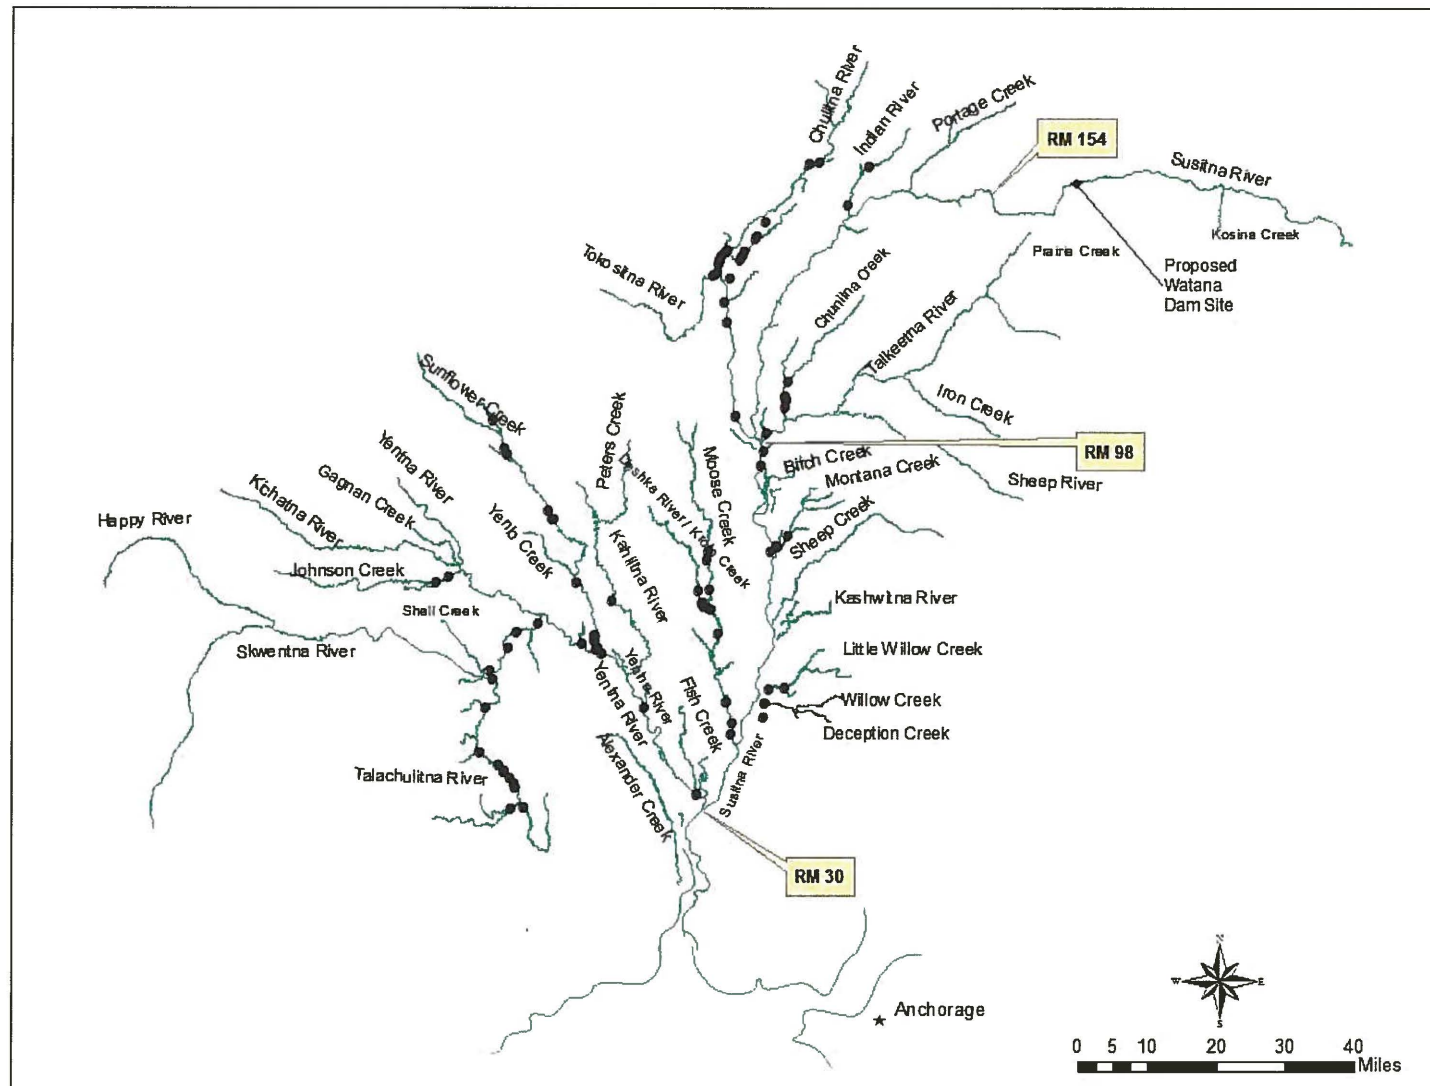 Chulitna River
Indian River
Portage Creek
RM 154
Susitna River
Kosina Creek
Prairie Creek
Proposed
Watana
Dam Site
Tokositna River
Chunilna Creek
Talkeetna River
Iron Creek
Sunflower Creek
RM 98
Peters Creek
Moose Creek
Birch Creek
Montana Creek
Sheep River
Yentna River
Gagnan Creek
Kichatna River
Happy River
Deshka River / Kroto Creek
Sheep Creek
Yenlo Creek
Kahiltna River
Johnson Creek
Shell Creek
Kashwitna River
Skwentna River
Little Willow Creek
Yentna River
Yentna River
Fish Creek
Willow Creek
Deception Creek
Talachulitna River
Alexander Creek
Susitna River
RM 30
N
W
E
S
Anchorage
0 5 10 20 30 40
Miles